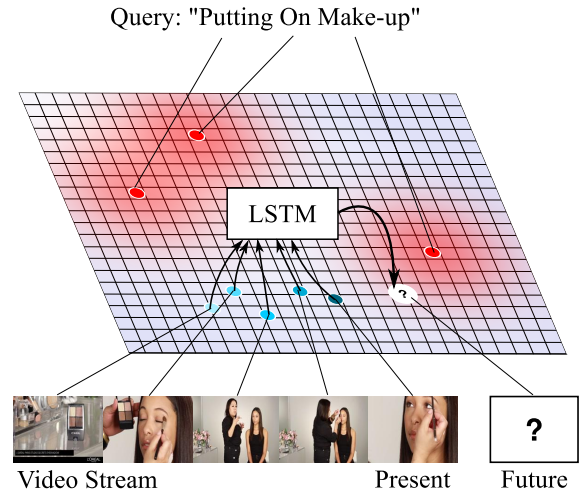 Query: "Putting On Make-up"
LSTM
?
?
Video Stream
Present
Future